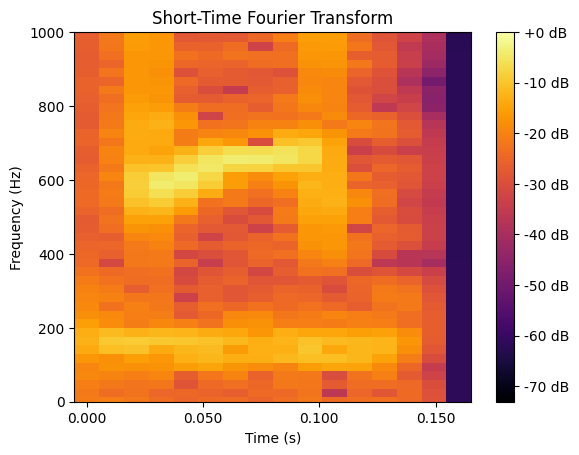 Short-Time Fourier Transform
1000
800
600
400
200
0
Frequency (Hz)
0.000
0.050
0.100
0.150
Time (s)
+0 dB
-10 dB
-20 dB
-30 dB
-40 dB
-50 dB
-60 dB
-70 dB